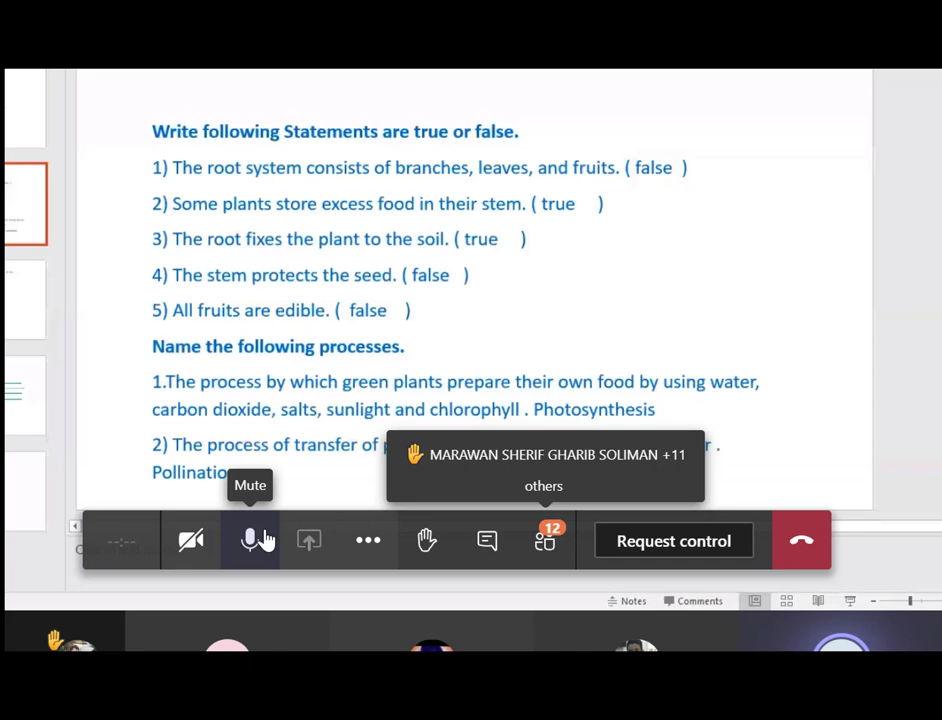 Write following Statements are true or false.
1) The root system consists of branches, leaves, and fruits. ( false )
2) Some plants store excess food in their stem. ( true )
3) The root fixes the plant to the soil. ( true )
4) The stem protects the seed. ( false )
5) All fruits are edible. ( false )
Name the following processes.
1.The process by which green plants prepare their own food by using water,
carbon dioxide, salts, sunlight and chlorophyll . Photosynthesis
2) The process of transfer of
MARAWAN SHERIF GHARIB SOLIMAN +11
others
Mute
12
Request control
Notes
Comments